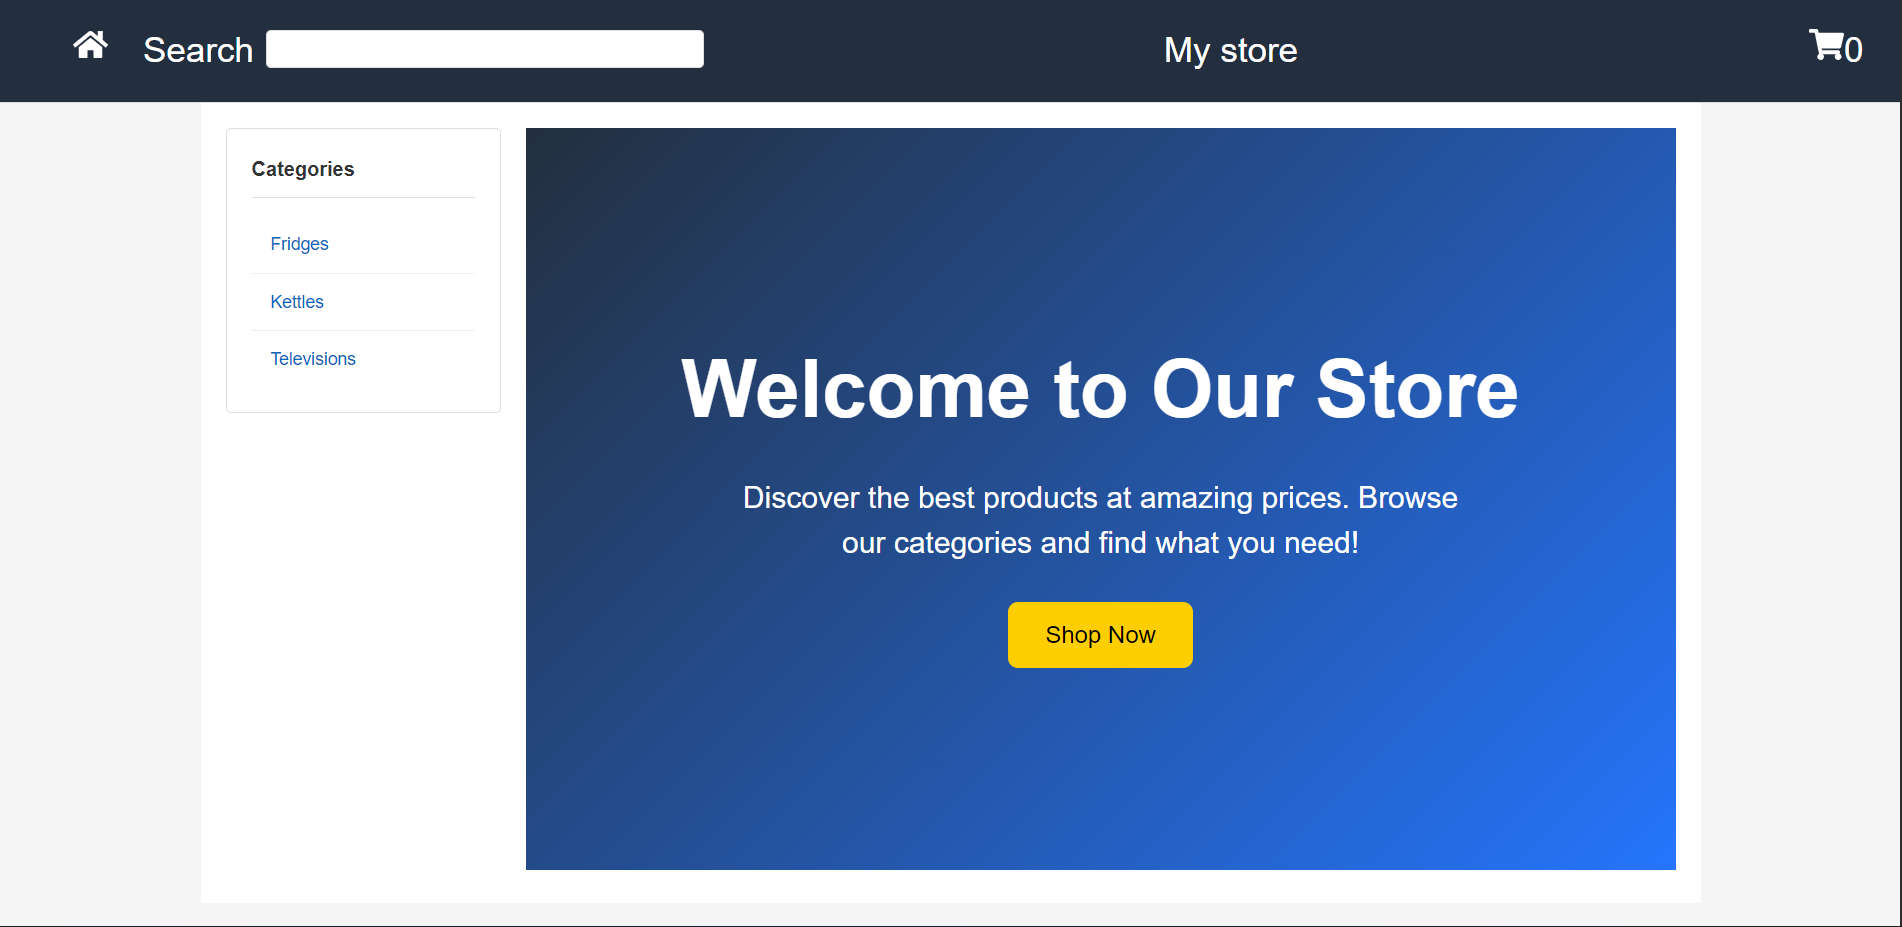 Search
My store
0
Categories
Fridges
Kettles
Televisions
Welcome to Our Store
Discover the best products at amazing prices. Browse
our categories and find what you need!
Shop Now